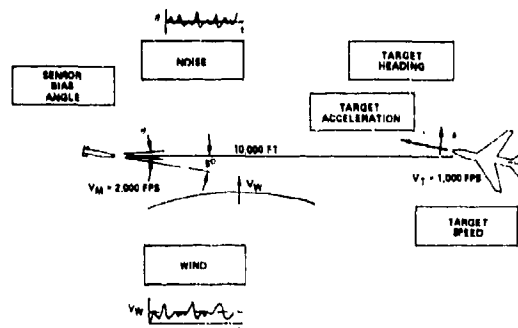 t
NOISE
TARGET
HEADING
SENSOR
BIAS
ANGLE
TARGET
ACCELERATION
10,000 FT
V_M = 2,000 FPS
V_W
V_T = 1,000 FPS
TARGET
SPEED
WIND
V_W